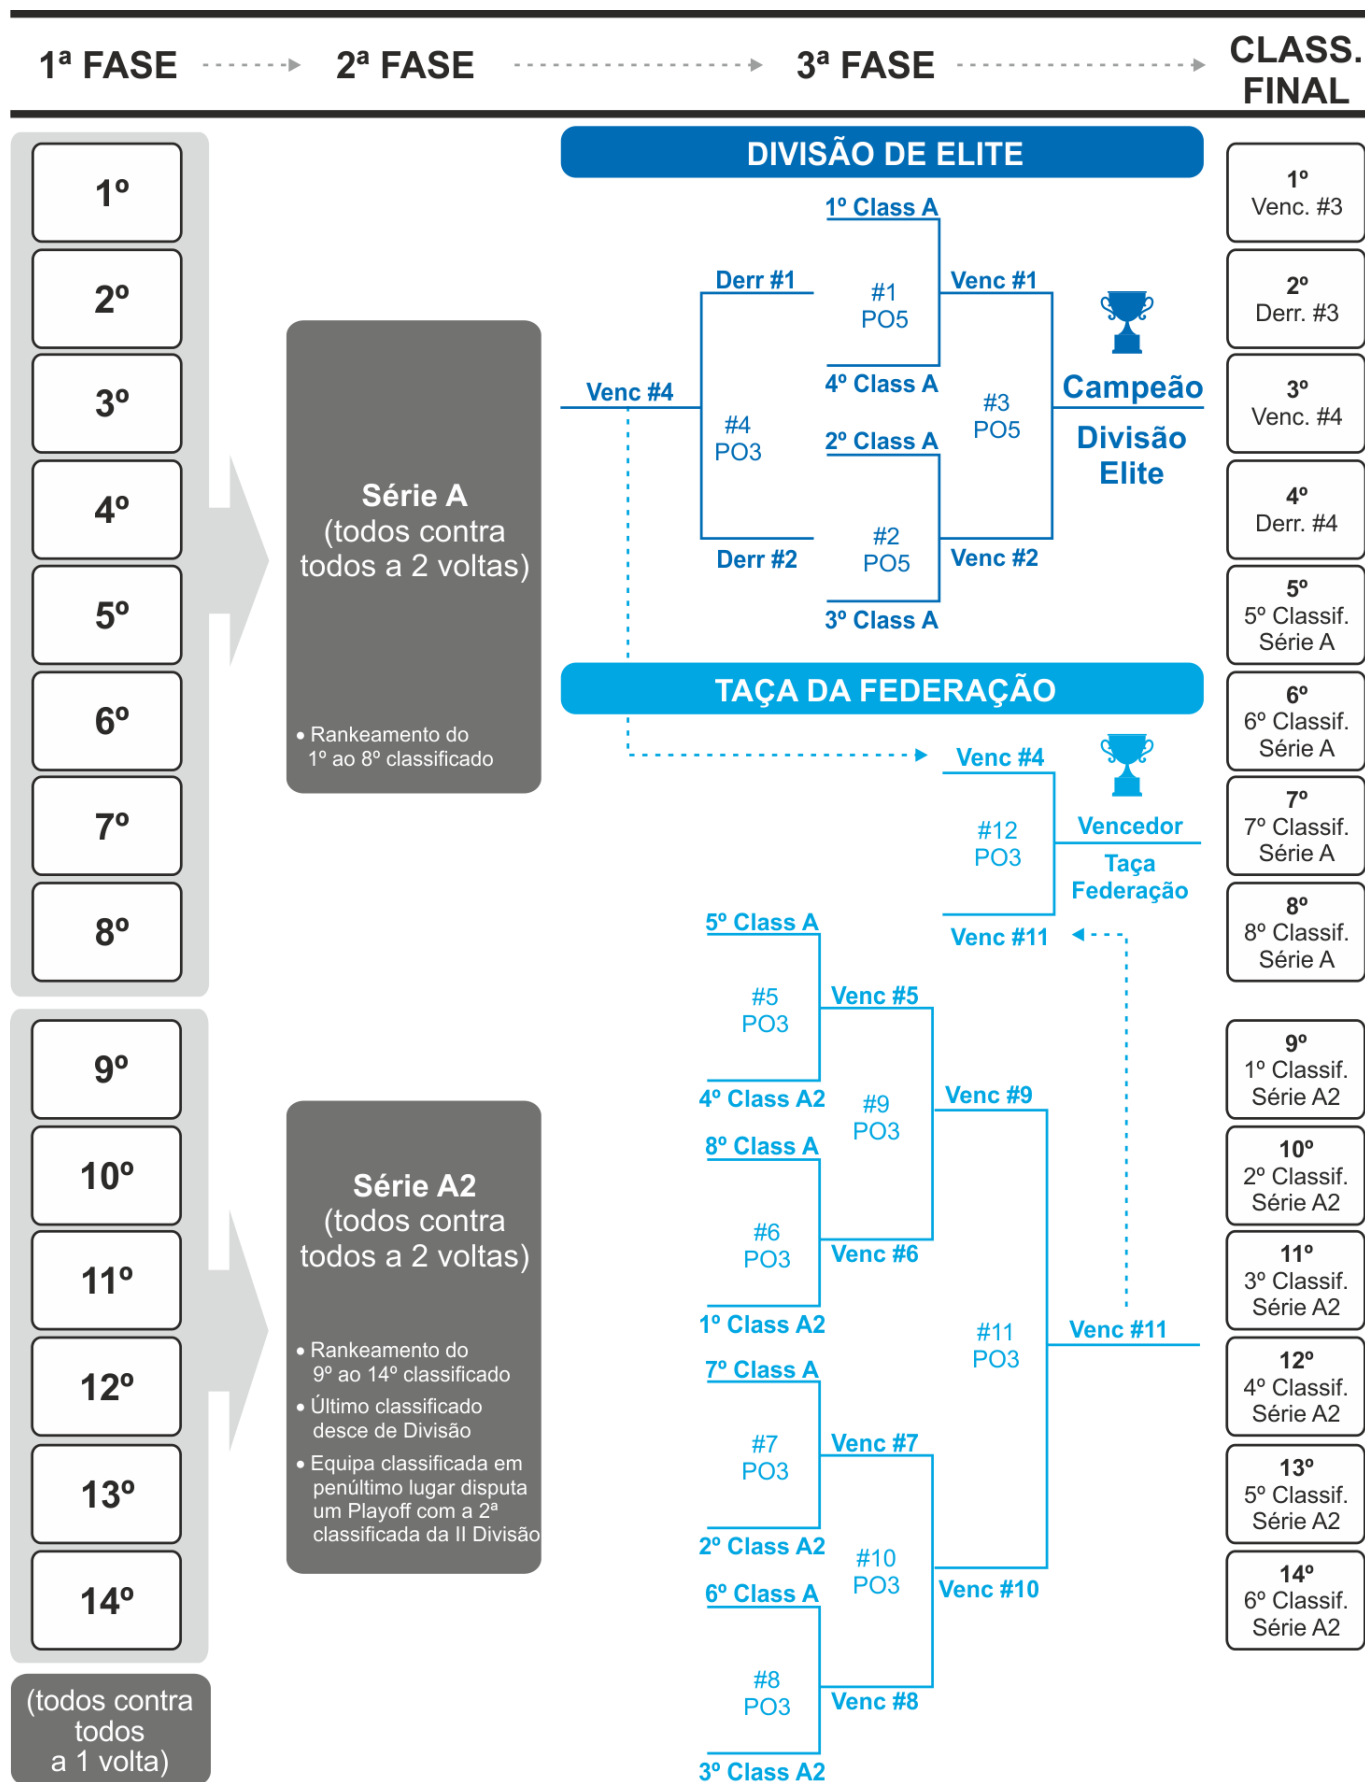 1ª FASE
2ª FASE
3ª FASE
CLASS.
FINAL
1º
2º
3º
4º
5º
6º
7º
8º
9º
10º
11º
12º
13º
14º
(todos contra
todos
a 1 volta)
Série A
(todos contra
todos a 2 voltas)
• Rankeamento do
1º ao 8º classificado
Série A2
(todos contra
todos a 2 voltas)
• Rankeamento do
9º ao 14º classificado
• Último classificado
desce de Divisão
• Equipa classificada em
penúltimo lugar disputa
um Playoff com a 2ª
classificada da II Divisão
DIVISÃO DE ELITE
1º Class A
Derr #1
#1
PO5
Venc #1
4º Class A
Venc #4
#4
PO3
#3
PO5
Campeão
Divisão
Elite
2º Class A
#2
PO5
Derr #2
Venc #2
3º Class A
TAÇA DA FEDERAÇÃO
Venc #4
#12
PO3
Vencedor
Taça
Federação
Venc #11
5º Class A
#5
PO3
Venc #5
4º Class A2
#9
PO3
Venc #9
8º Class A
#6
PO3
Venc #6
1º Class A2
#11
PO3
Venc #11
7º Class A
#7
PO3
Venc #7
2º Class A2
#10
PO3
Venc #10
6º Class A
#8
PO3
Venc #8
3º Class A2
1º
Venc. #3
2º
Derr. #3
3º
Venc. #4
4º
Derr. #4
5º
5º Classif.
Série A
6º
6º Classif.
Série A
7º
7º Classif.
Série A
8º
8º Classif.
Série A
9º
1º Classif.
Série A2
10º
2º Classif.
Série A2
11º
3º Classif.
Série A2
12º
4º Classif.
Série A2
13º
5º Classif.
Série A2
14º
6º Classif.
Série A2